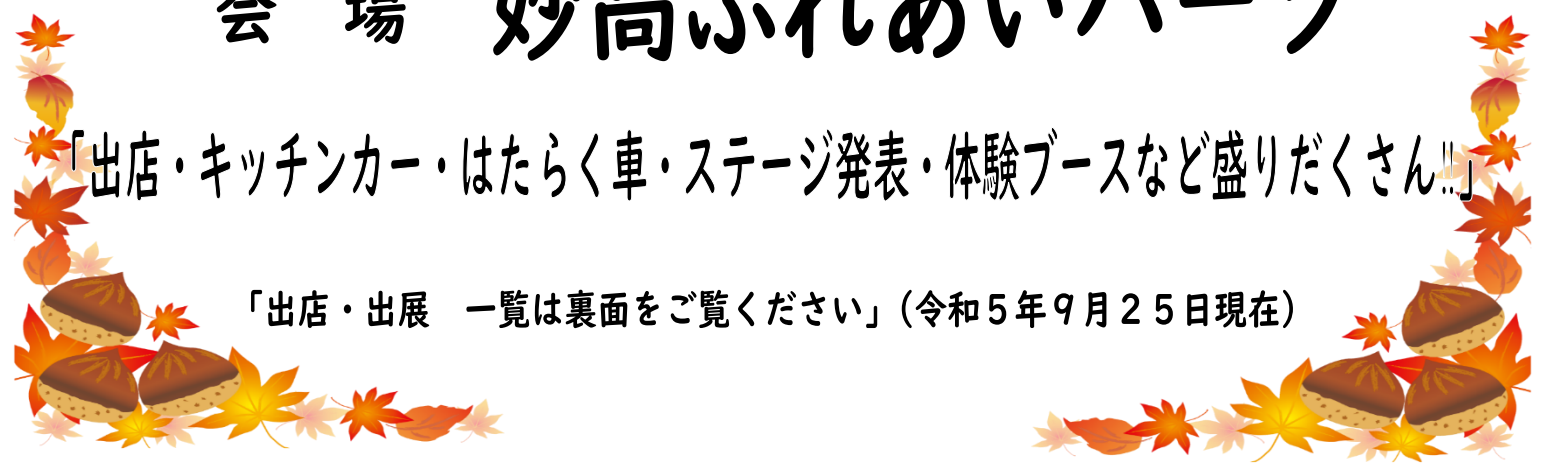 会　場　妙高ふれあいパーク
「出店・キッチンカー・はたらく車・ステージ発表・体験ブースなど盛りだくさん‼」
「出店・出展　一覧は裏面をご覧ください」（令和５年９月２５日現在）